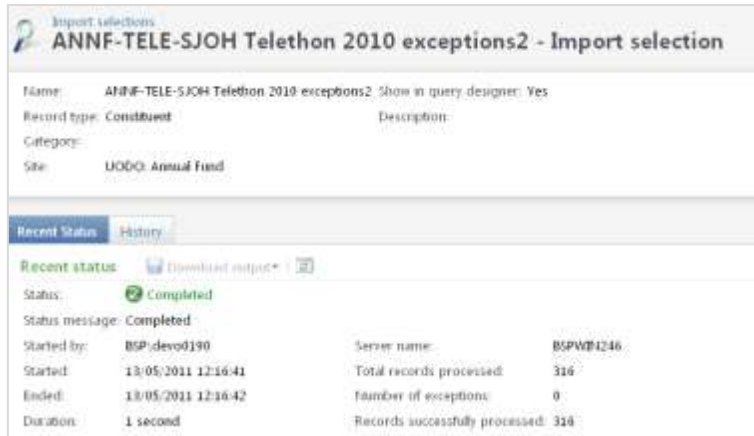 Import selections
ANNF-TELE-SJOH Telethon 2010 exceptions2 - Import selection
Name: ANNF-TELE-SJOH Telethon 2010 exceptions2 Show in query designer: Yes
Record type: Constituent Description:
Category:
Site: UODO: Annual Fund
Recent Status History
Recent status Download output
Status: Completed
Status message: Completed
Started by: BSP\devo0190 Server name: BSPWIN246
Started: 13/05/2011 12:16:41 Total records processed: 316
Ended: 13/05/2011 12:16:42 Number of exceptions: 0
Duration: 1 second Records successfully processed: 316